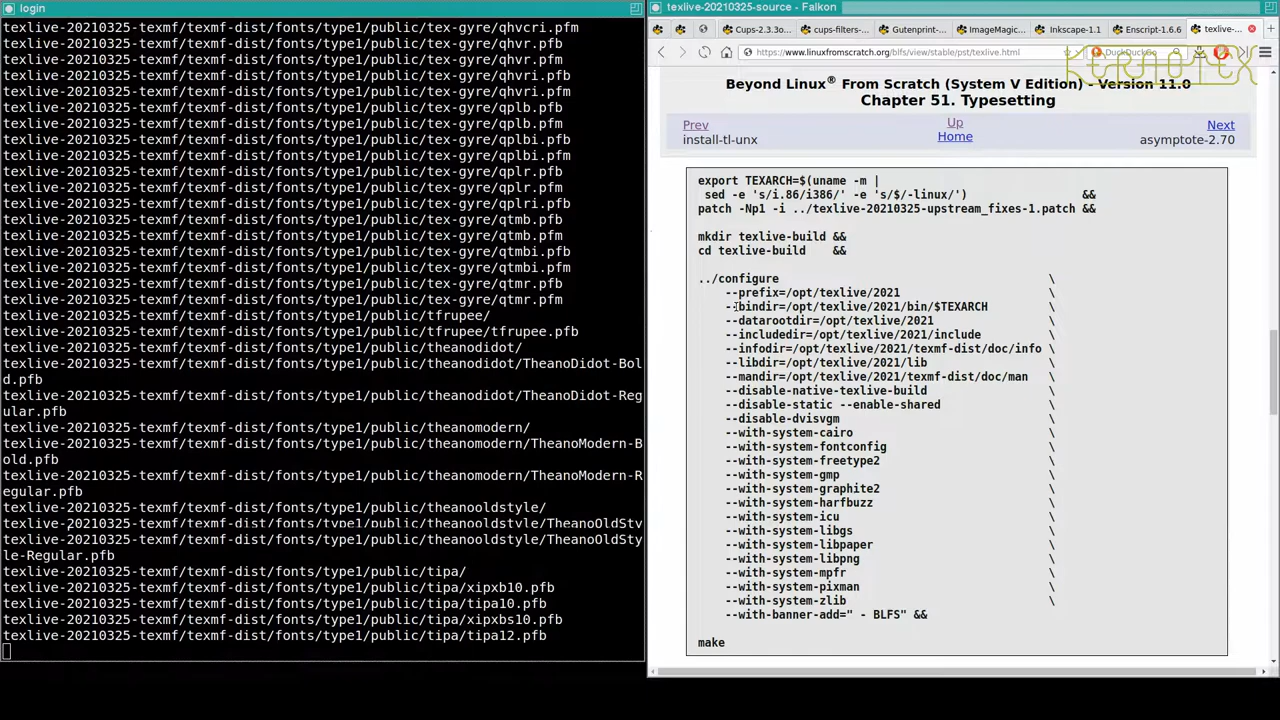 login
texlive-20210325-texmf/texmf-dist/fonts/type1/public/tex-gyre/qhvcri.pfm
texlive-20210325-texmf/texmf-dist/fonts/type1/public/tex-gyre/qhvr.pfb
texlive-20210325-texmf/texmf-dist/fonts/type1/public/tex-gyre/qhvr.pfm
texlive-20210325-texmf/texmf-dist/fonts/type1/public/tex-gyre/qhvri.pfb
texlive-20210325-texmf/texmf-dist/fonts/type1/public/tex-gyre/qhvri.pfm
texlive-20210325-texmf/texmf-dist/fonts/type1/public/tex-gyre/qplb.pfb
texlive-20210325-texmf/texmf-dist/fonts/type1/public/tex-gyre/qplb.pfm
texlive-20210325-texmf/texmf-dist/fonts/type1/public/tex-gyre/qplbi.pfb
texlive-20210325-texmf/texmf-dist/fonts/type1/public/tex-gyre/qplbi.pfm
texlive-20210325-texmf/texmf-dist/fonts/type1/public/tex-gyre/qplr.pfb
texlive-20210325-texmf/texmf-dist/fonts/type1/public/tex-gyre/qplr.pfm
texlive-20210325-texmf/texmf-dist/fonts/type1/public/tex-gyre/qplri.pfb
texlive-20210325-texmf/texmf-dist/fonts/type1/public/tex-gyre/qtmb.pfb
texlive-20210325-texmf/texmf-dist/fonts/type1/public/tex-gyre/qtmb.pfm
texlive-20210325-texmf/texmf-dist/fonts/type1/public/tex-gyre/qtmbi.pfb
texlive-20210325-texmf/texmf-dist/fonts/type1/public/tex-gyre/qtmbi.pfm
texlive-20210325-texmf/texmf-dist/fonts/type1/public/tex-gyre/qtmr.pfb
texlive-20210325-texmf/texmf-dist/fonts/type1/public/tex-gyre/qtmr.pfm
texlive-20210325-texmf/texmf-dist/fonts/type1/public/tfrupee/
texlive-20210325-texmf/texmf-dist/fonts/type1/public/tfrupee/tfrupee.pfb
texlive-20210325-texmf/texmf-dist/fonts/type1/public/theanodidot/
texlive-20210325-texmf/texmf-dist/fonts/type1/public/theanodidot/TheanoDidot-Bol
d.pfb
texlive-20210325-texmf/texmf-dist/fonts/type1/public/theanodidot/TheanoDidot-Reg
ular.pfb
texlive-20210325-texmf/texmf-dist/fonts/type1/public/theanomodern/
texlive-20210325-texmf/texmf-dist/fonts/type1/public/theanomodern/TheanoModern-B
old.pfb
texlive-20210325-texmf/texmf-dist/fonts/type1/public/theanomodern/TheanoModern-R
egular.pfb
texlive-20210325-texmf/texmf-dist/fonts/type1/public/theanooldstyle/
texlive-20210325-texmf/texmf-dist/fonts/type1/public/theanooldstyle/TheanoOldSty
texlive-20210325-texmf/texmf-dist/fonts/type1/public/theanooldstyle/TheanoOldSty
le-Regular.pfb
texlive-20210325-texmf/texmf-dist/fonts/type1/public/tipa/
texlive-20210325-texmf/texmf-dist/fonts/type1/public/tipa/xipxb10.pfb
texlive-20210325-texmf/texmf-dist/fonts/type1/public/tipa/tipa10.pfb
texlive-20210325-texmf/texmf-dist/fonts/type1/public/tipa/xipxbs10.pfb
texlive-20210325-texmf/texmf-dist/fonts/type1/public/tipa/tipa12.pfb
texlive-20210325-source - Falkon
Cups-2.3.3o... cups-filters-... Gutenprint-... ImageMagic... Inkscape-1.1 Enscript-1.6.6 texlive-...
https://www.linuxfromscratch.org/blfs/view/stable/pst/texlive.html DuckDuckGo
KERNOTEX
Beyond Linux® From Scratch (System V Edition) - Version 11.0
Chapter 51. Typesetting
Prev Up Next
install-tl-unx Home asymptote-2.70
export TEXARCH=$(uname -m |
sed -e 's/i.86/i386/' -e 's/$/-linux/') &&
patch -Np1 -i ../texlive-20210325-upstream_fixes-1.patch &&
mkdir texlive-build &&
cd texlive-build &&
../configure \
--prefix=/opt/texlive/2021 \
--bindir=/opt/texlive/2021/bin/$TEXARCH \
--datarootdir=/opt/texlive/2021 \
--includedir=/opt/texlive/2021/include \
--infodir=/opt/texlive/2021/texmf-dist/doc/info \
--libdir=/opt/texlive/2021/lib \
--mandir=/opt/texlive/2021/texmf-dist/doc/man \
--disable-native-texlive-build \
--disable-static --enable-shared \
--disable-dvisvgm \
--with-system-cairo \
--with-system-fontconfig \
--with-system-freetype2 \
--with-system-gmp \
--with-system-graphite2 \
--with-system-harfbuzz \
--with-system-icu \
--with-system-libgs \
--with-system-libpaper \
--with-system-libpng \
--with-system-mpfr \
--with-system-pixman \
--with-system-zlib \
--with-banner-add=" - BLFS" &&
make